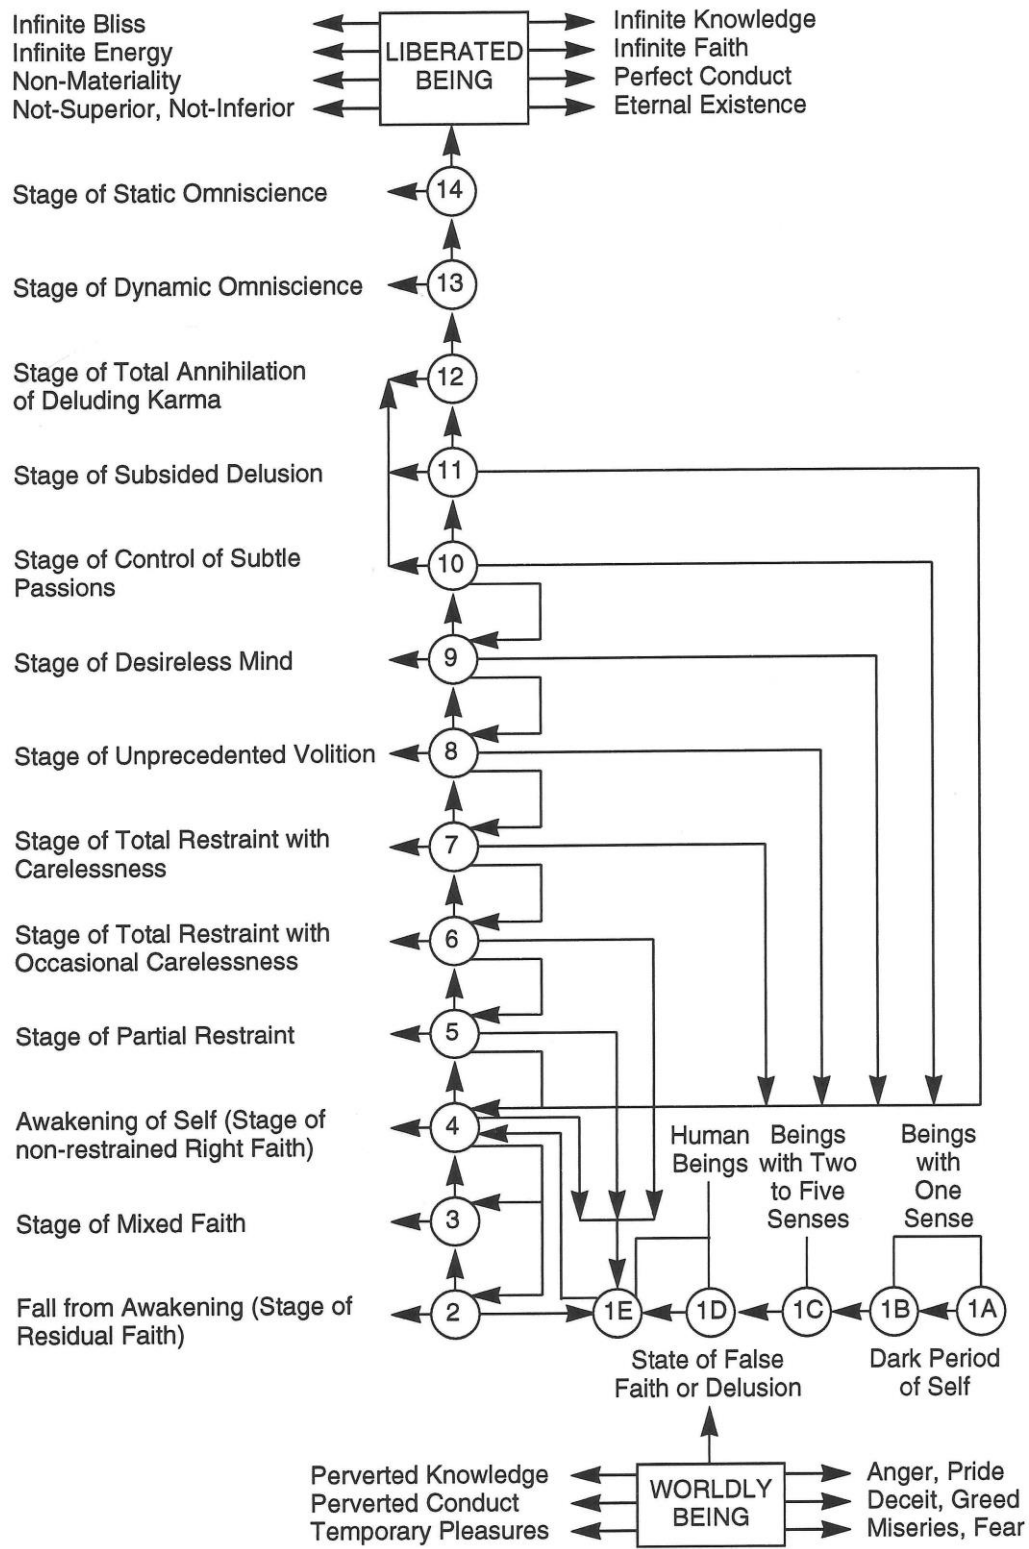 Infinite Bliss
Infinite Energy
Non-Materiality
Not-Superior, Not-Inferior
LIBERATED
BEING
Infinite Knowledge
Infinite Faith
Perfect Conduct
Eternal Existence
Stage of Static Omniscience
14
Stage of Dynamic Omniscience
13
Stage of Total Annihilation
of Deluding Karma
12
Stage of Subsided Delusion
11
Stage of Control of Subtle
Passions
10
Stage of Desireless Mind
9
Stage of Unprecedented Volition
8
Stage of Total Restraint with
Carelessness
7
Stage of Total Restraint with
Occasional Carelessness
6
Stage of Partial Restraint
5
Awakening of Self (Stage of
non-restrained Right Faith)
4
Human
Beings
Beings
with Two
to Five
Senses
Beings
with
One
Sense
Stage of Mixed Faith
3
Fall from Awakening (Stage of
Residual Faith)
2
1E
1D
1C
1B
1A
State of False
Faith or Delusion
Dark Period
of Self
Perverted Knowledge
Perverted Conduct
Temporary Pleasures
WORLDLY
BEING
Anger, Pride
Deceit, Greed
Miseries, Fear